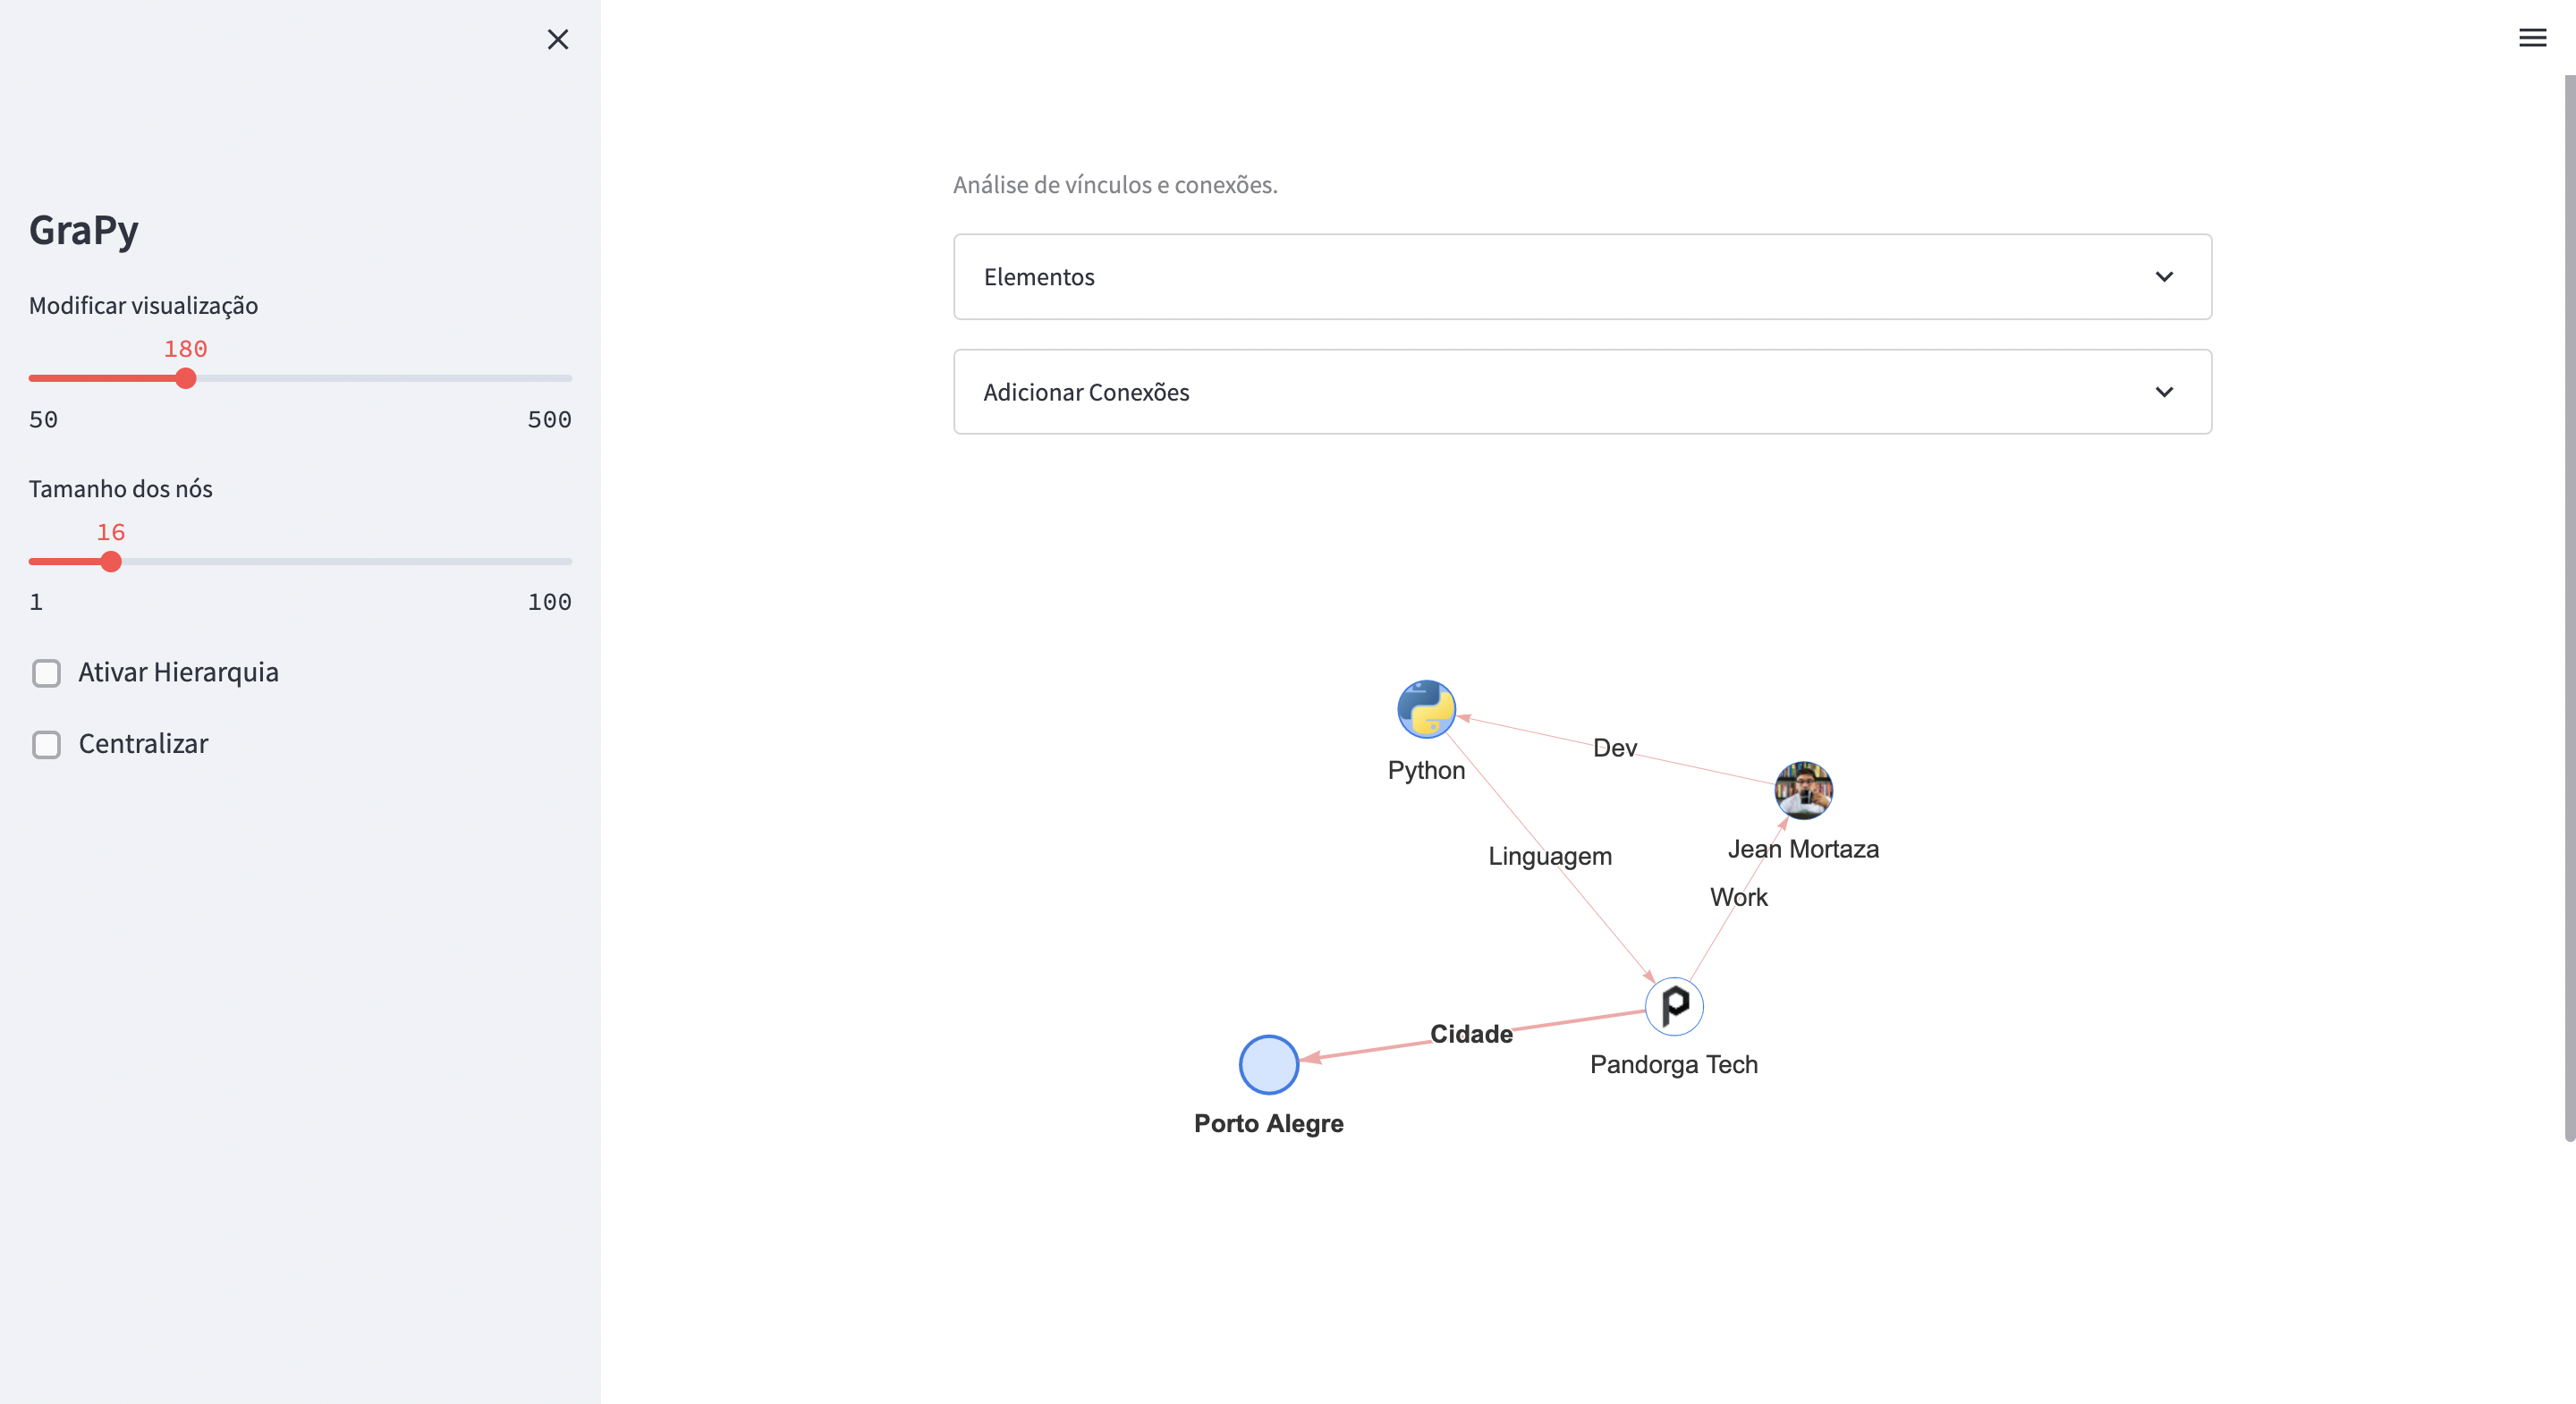 GraPy
Modificar visualização
180
50 500
Tamanho dos nós
16
1 100
Ativar Hierarquia
Centralizar
Análise de vínculos e conexões.
Elementos
Adicionar Conexões
Python
Dev
Jean Mortaza
Linguagem
Work
Cidade
Pandorga Tech
Porto Alegre